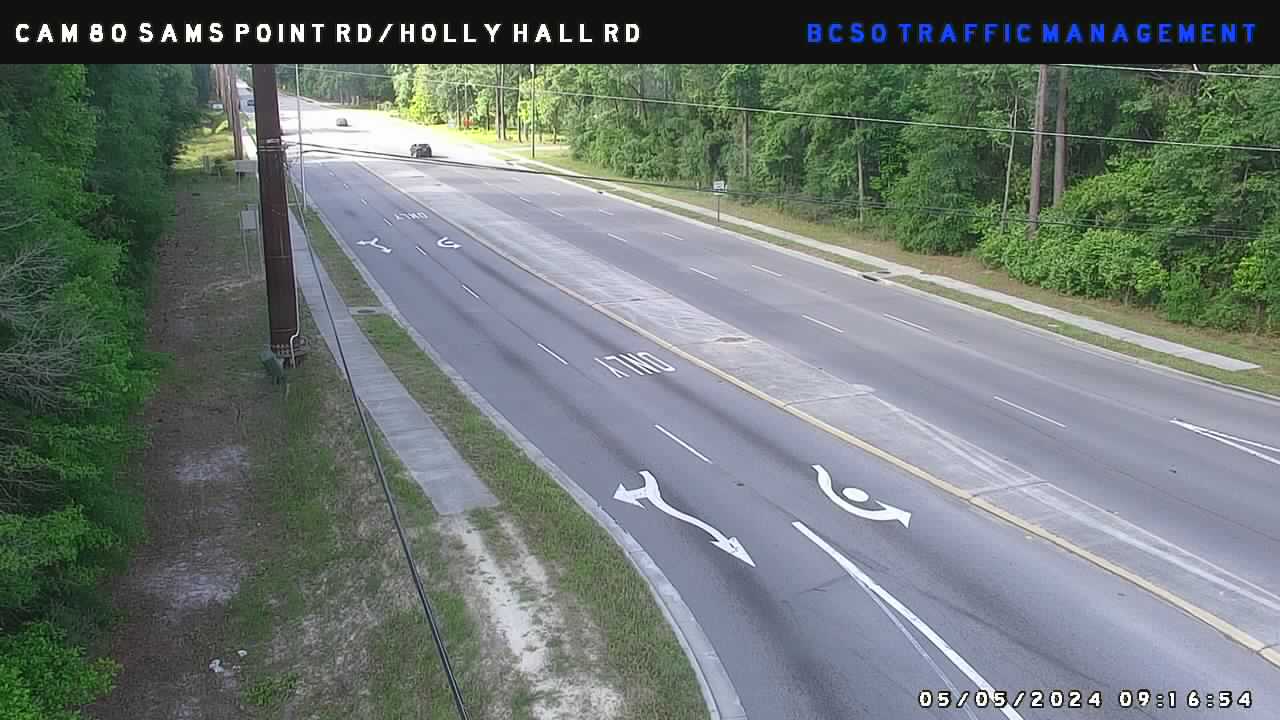 CAM 80 SAMS POINT RD/HOLLY HALL RD
BCSO TRAFFIC MANAGEMENT
ONLY
ONLY
05/05/2024 09:16:54